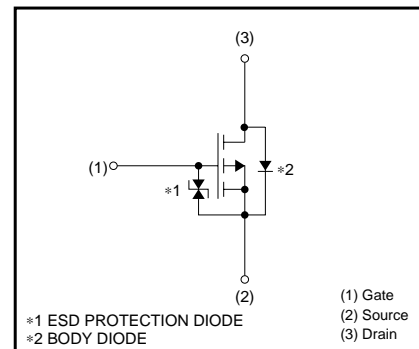 (3)
(1)
∗1
∗2
(2)
∗1 ESD PROTECTION DIODE
∗2 BODY DIODE
(1) Gate
(2) Source
(3) Drain